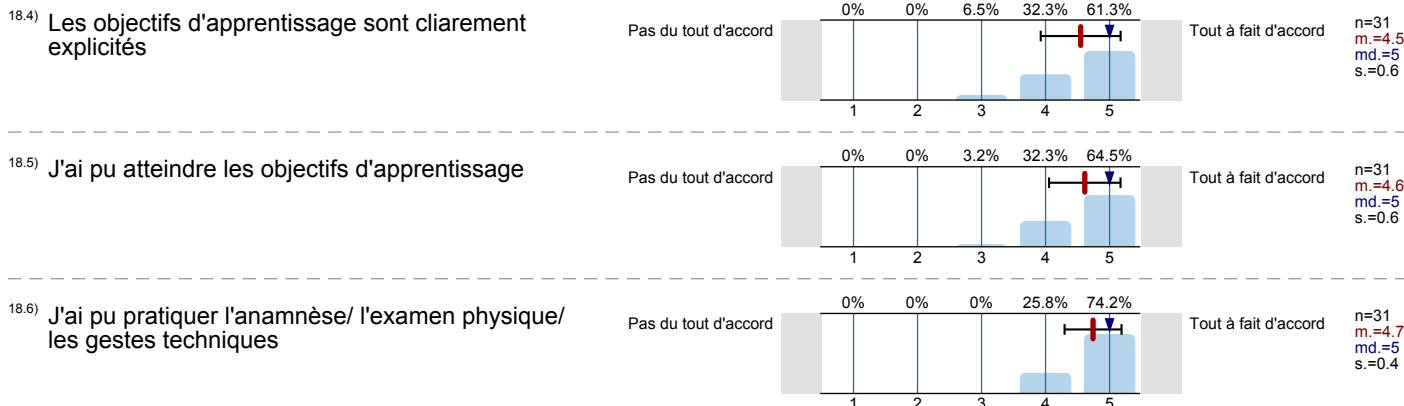 18.4) Les objectifs d'apprentissage sont cliarement
explicités
Pas du tout d'accord
0% 0% 6.5% 32.3% 61.3%
1 2 3 4 5
Tout à fait d'accord
n=31
m.=4.5
md.=5
s.=0.6
18.5) J'ai pu atteindre les objectifs d'apprentissage
Pas du tout d'accord
0% 0% 3.2% 32.3% 64.5%
1 2 3 4 5
Tout à fait d'accord
n=31
m.=4.6
md.=5
s.=0.6
18.6) J'ai pu pratiquer l'anamnèse/ l'examen physique/
les gestes techniques
Pas du tout d'accord
0% 0% 0% 25.8% 74.2%
1 2 3 4 5
Tout à fait d'accord
n=31
m.=4.7
md.=5
s.=0.4